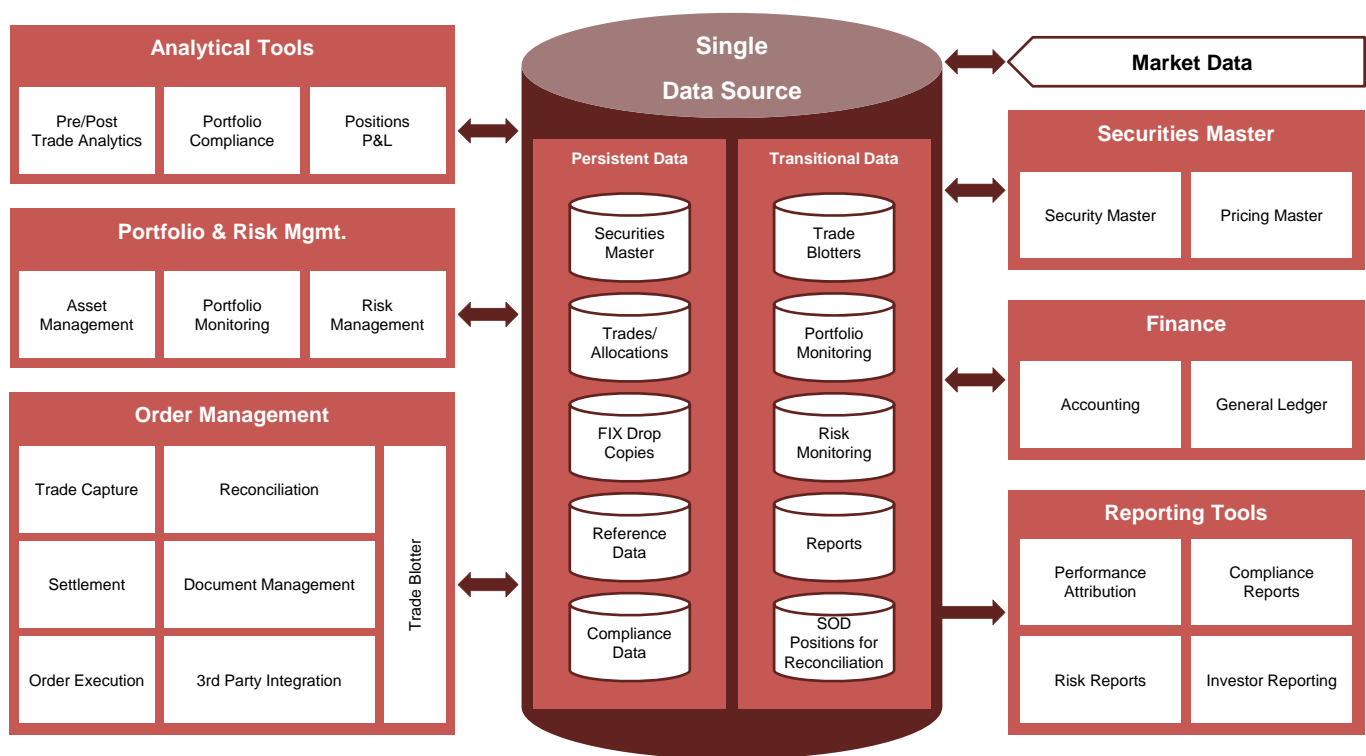 Analytical Tools
Pre/Post
Trade Analytics
Portfolio
Compliance
Positions
P&L
Portfolio & Risk Mgmt.
Asset
Management
Portfolio
Monitoring
Risk
Management
Order Management
Trade Capture
Reconciliation
Settlement
Document Management
Order Execution
3rd Party Integration
Trade Blotter
Single
Data Source
Persistent Data
Securities
Master
Trades/
Allocations
FIX Drop
Copies
Reference
Data
Compliance
Data
Transitional Data
Trade
Blotters
Portfolio
Monitoring
Risk
Monitoring
Reports
SOD
Positions for
Reconciliation
Market Data
Securities Master
Security Master
Pricing Master
Finance
Accounting
General Ledger
Reporting Tools
Performance
Attribution
Compliance
Reports
Risk Reports
Investor Reporting